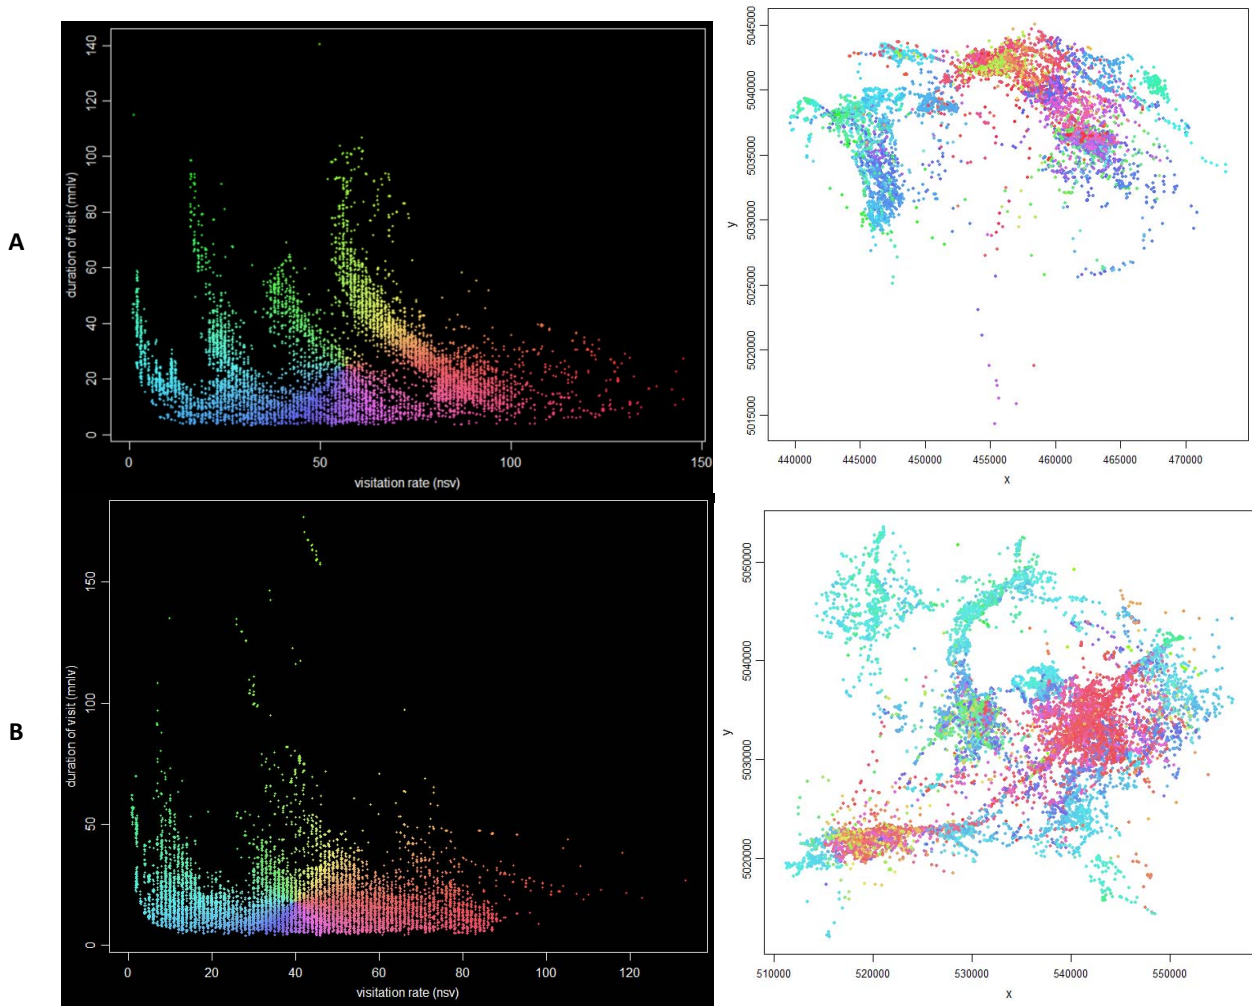 A
duration of visit (mnlv)
140
120
100
80
60
40
20
0
0 50 100 150
visitation rate (nsv)
y
5045000
5040000
5035000
5030000
5025000
5020000
5015000
440000 445000 450000 455000 460000 465000 470000
x
B
duration of visit (mnlv)
150
100
50
0
0 20 40 60 80 100 120
visitation rate (nsv)
y
5060000
5040000
5030000
5020000
510000 520000 530000 540000 550000
x